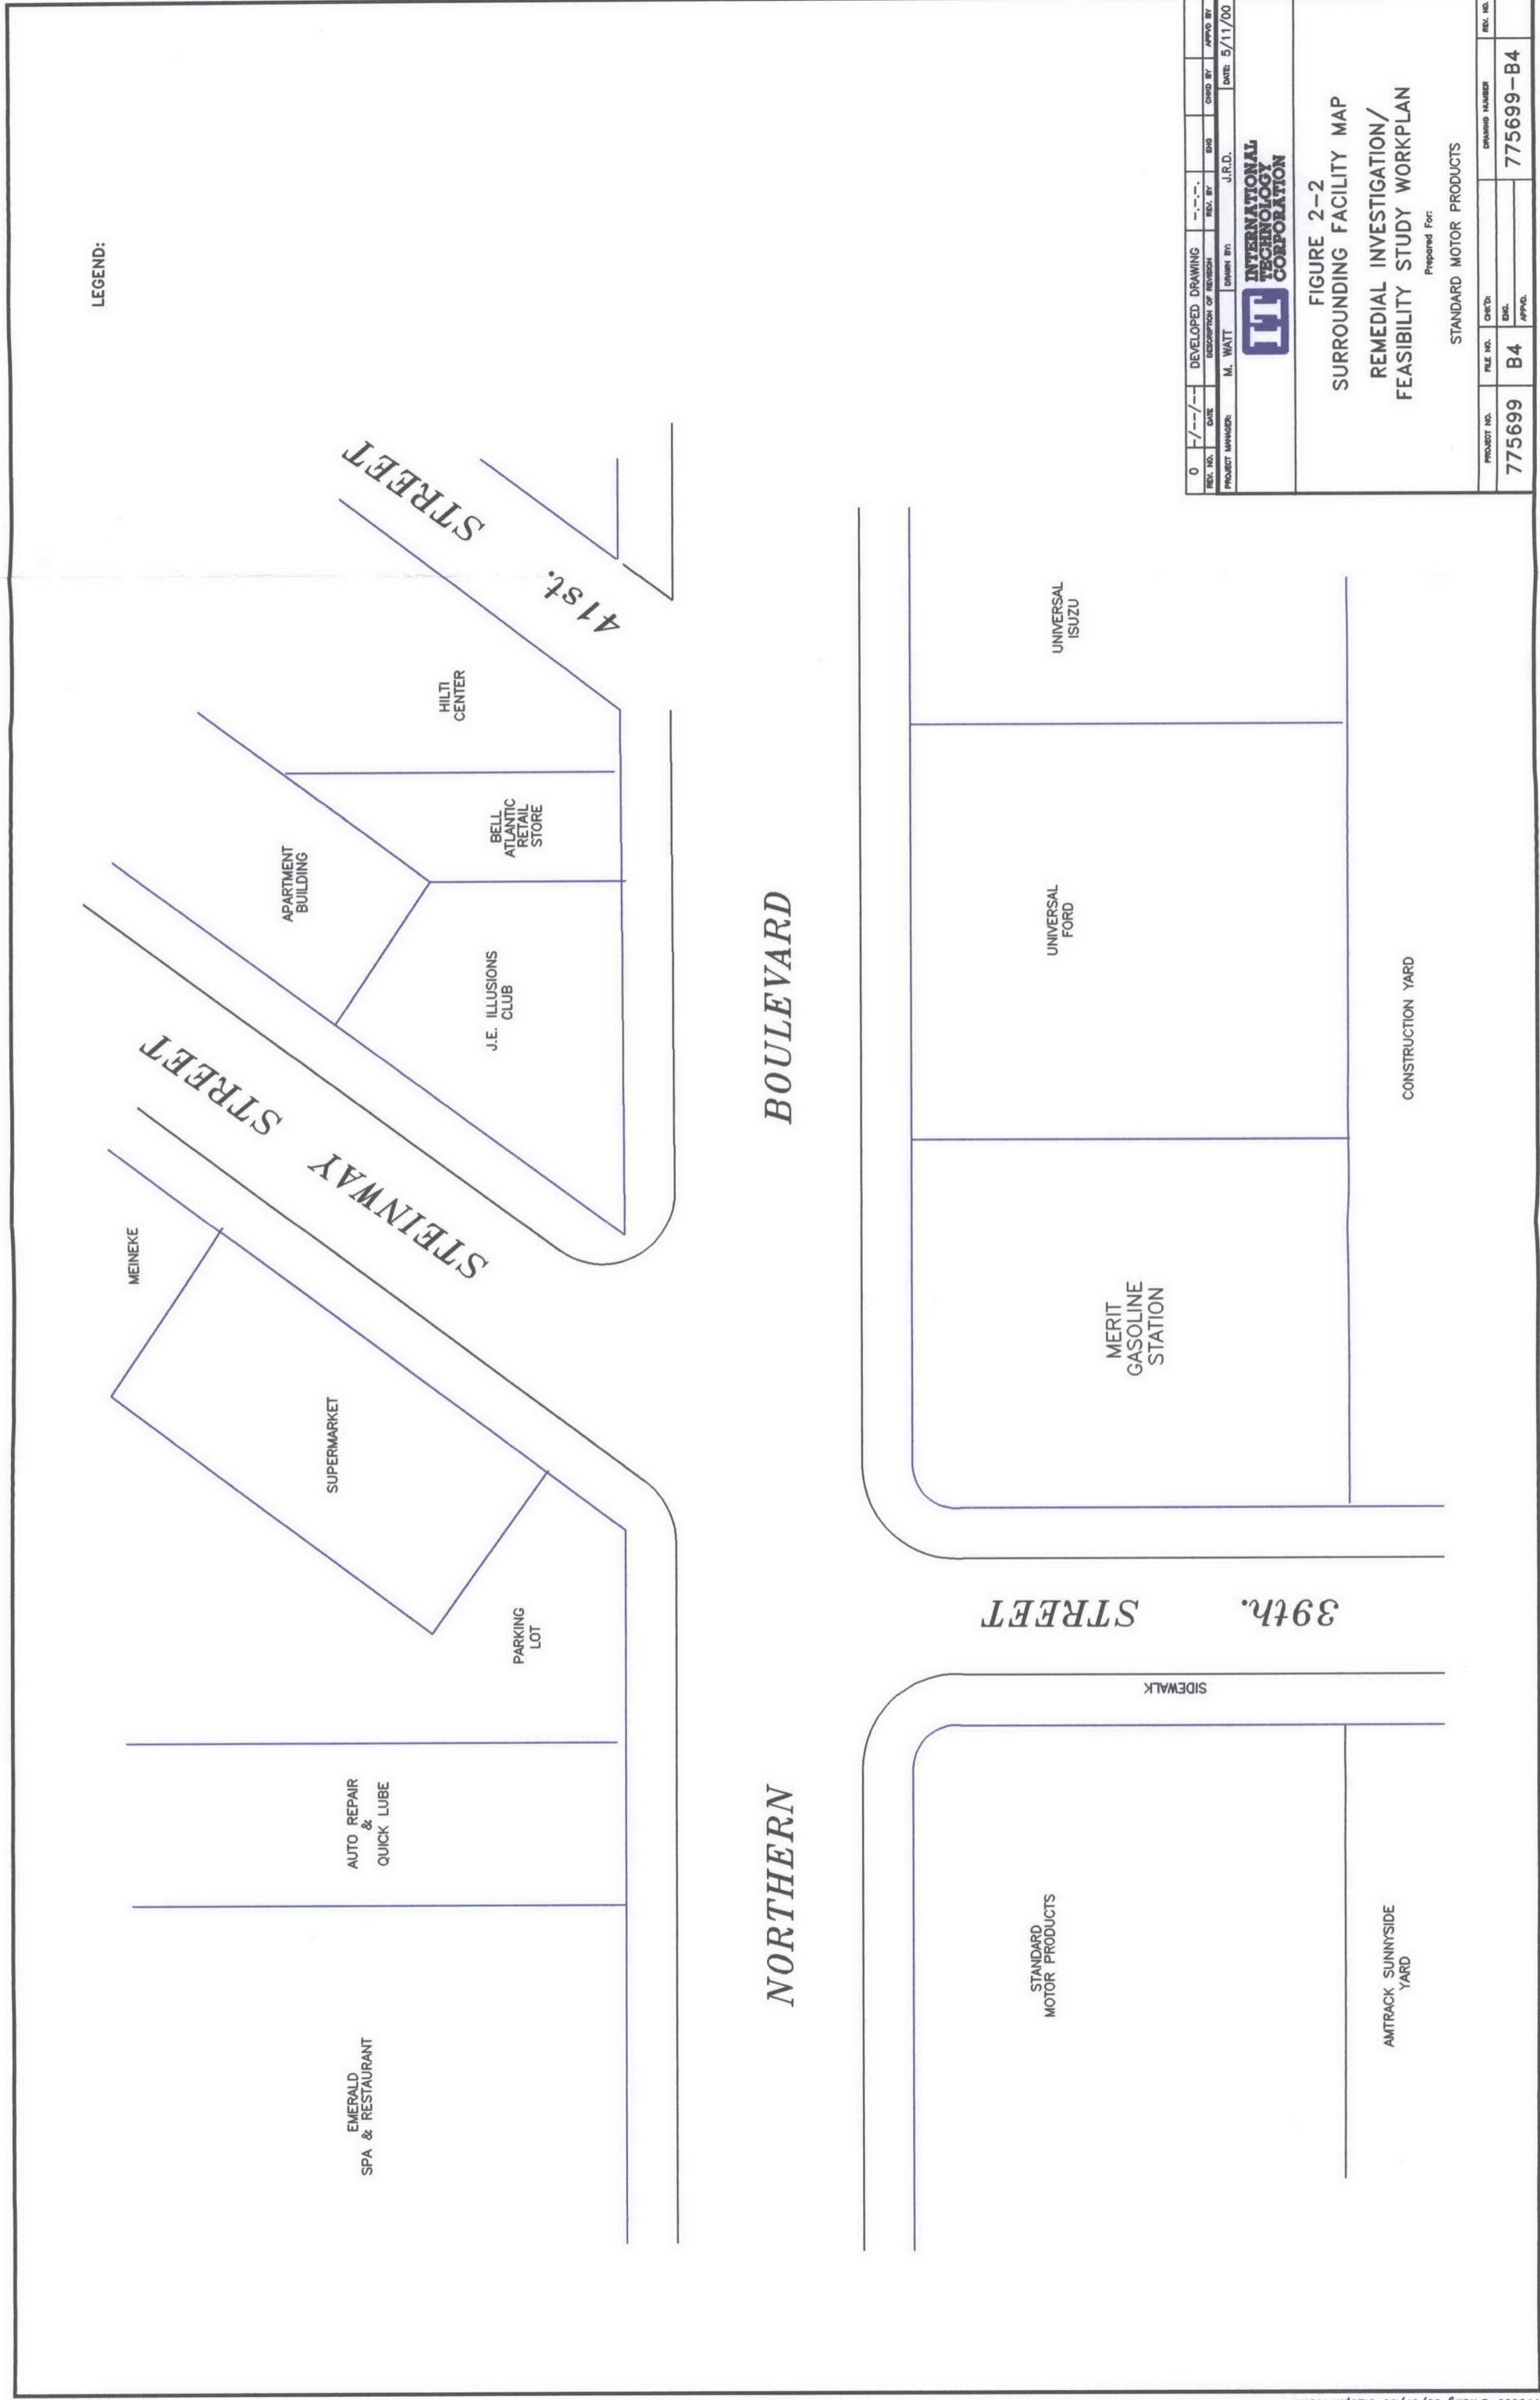 LEGEND:
MEINEKE
SUPERMARKET
PARKING
LOT
AUTO REPAIR
&
QUICK LUBE
EMERALD
SPA & RESTAURANT
STEINWAY STREET
APARTMENT
BUILDING
J.E. ILLUSIONS
CLUB
BELL
ATLANTIC
RETAIL
STORE
HILTI
CENTER
41st. STREET
NORTHERN BOULEVARD
STANDARD
MOTOR PRODUCTS
AMTRACK SUNNYSIDE
YARD
SIDEWALK
39th. STREET
MERIT
GASOLINE
STATION
UNIVERSAL
FORD
UNIVERSAL
ISUZU
CONSTRUCTION YARD
0 -/--/-- DEVELOPED DRAWING -.-.-.
REV. NO. DATE DESCRIPTION OF REVISION REV. BY ENG CHKD BY APPVD BY
PROJECT MANAGER: M. WATT DRAWN BY: J.R.D. DATE: 5/11/00
IT INTERNATIONAL
TECHNOLOGY
CORPORATION
FIGURE 2-2
SURROUNDING FACILITY MAP
REMEDIAL INVESTIGATION/
FEASIBILITY STUDY WORKPLAN
Prepared For:
STANDARD MOTOR PRODUCTS
PROJECT NO. FILE NO. CHK'D: DRAWING NUMBER REV. NO.
775699 B4 ENG. 775699-B4
APPVD.